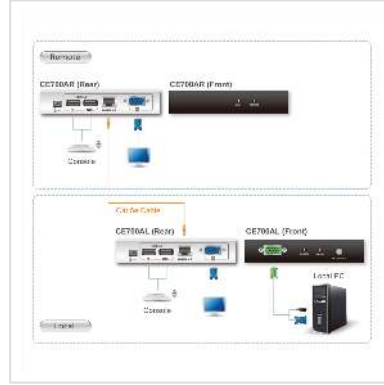 Remote
CE700AR (Rear)
CE700AR (Front)
Console
Cat 5e Cable
CE700AL (Rear)
CE700AL (Front)
Local PC
Console
Local